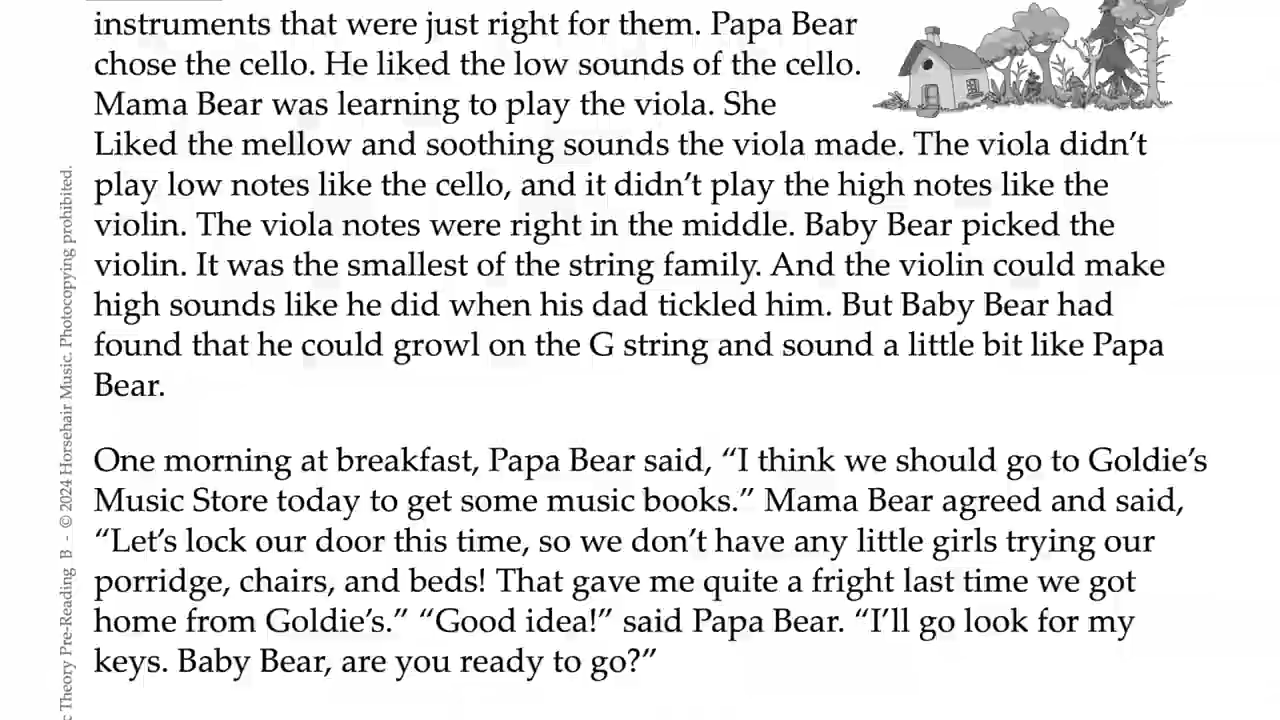 instruments that were just right for them. Papa Bear
chose the cello. He liked the low sounds of the cello.
Mama Bear was learning to play the viola. She
Liked the mellow and soothing sounds the viola made. The viola didn’t
play low notes like the cello, and it didn’t play the high notes like the
violin. The viola notes were right in the middle. Baby Bear picked the
violin. It was the smallest of the string family. And the violin could make
high sounds like he did when his dad tickled him. But Baby Bear had
found that he could growl on the G string and sound a little bit like Papa
Bear.
One morning at breakfast, Papa Bear said, “I think we should go to Goldie’s
Music Store today to get some music books.” Mama Bear agreed and said,
“Let’s lock our door this time, so we don’t have any little girls trying our
porridge, chairs, and beds! That gave me quite a fright last time we got
home from Goldie’s.” “Good idea!” said Papa Bear. “I’ll go look for my
keys. Baby Bear, are you ready to go?”
Theory Pre-Reading B - © 2024 Horsehair Music. Photocopying prohibited.